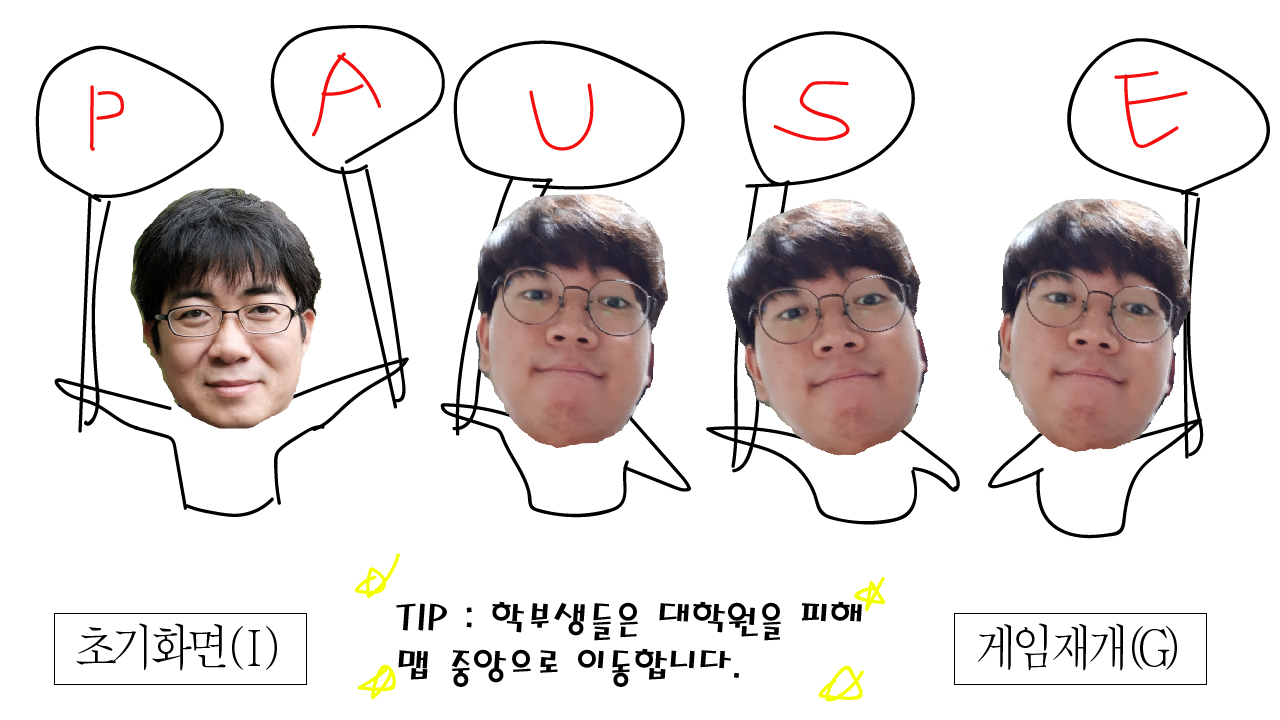 P A U S E
TIP : 학부생들은 대학원을 피해
맵 중앙으로 이동합니다.
초기화면(I)
게임재개(G)